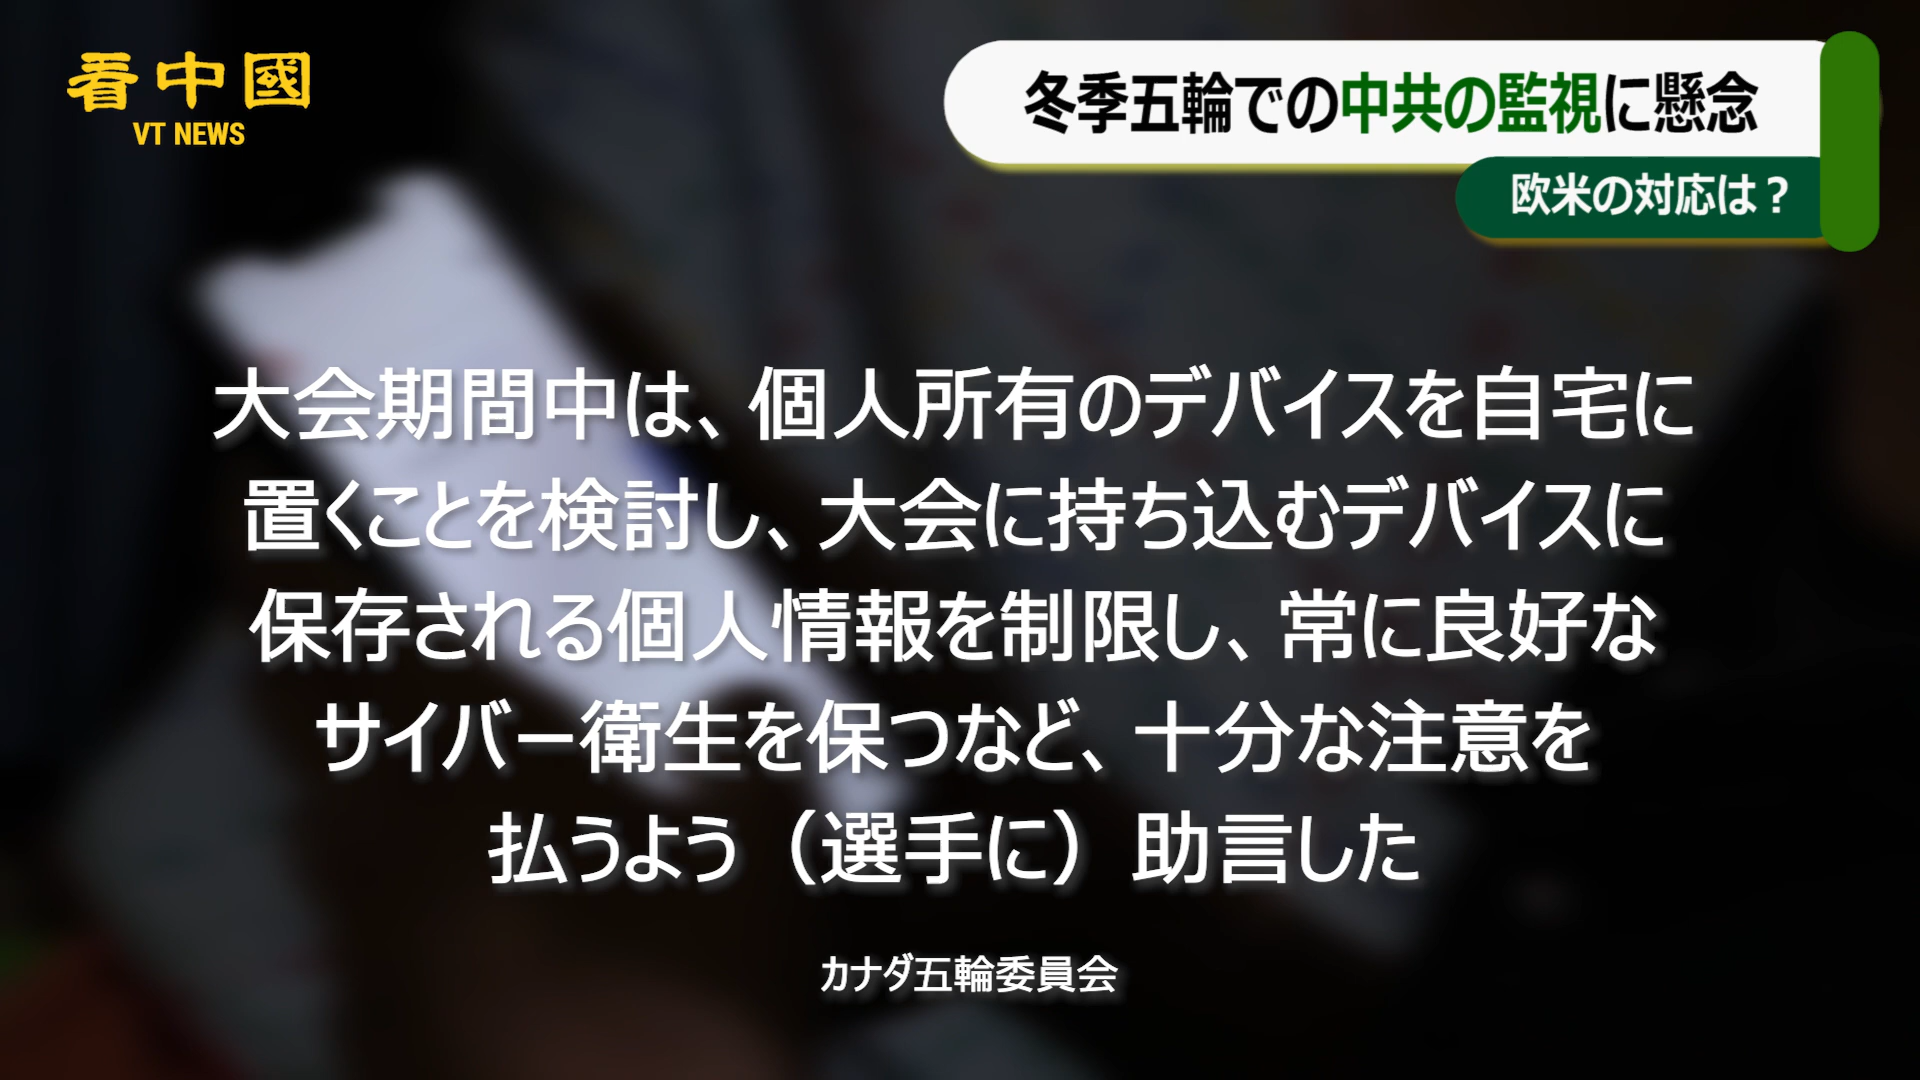 看中國
VT NEWS
冬季五輪での中共の監視に懸念
欧米の対応は？
大会期間中は、個人所有のデバイスを自宅に
置くことを検討し、大会に持ち込むデバイスに
保存される個人情報を制限し、常に良好な
サイバー衛生を保つなど、十分な注意を
払うよう（選手に）助言した
カナダ五輪委員会